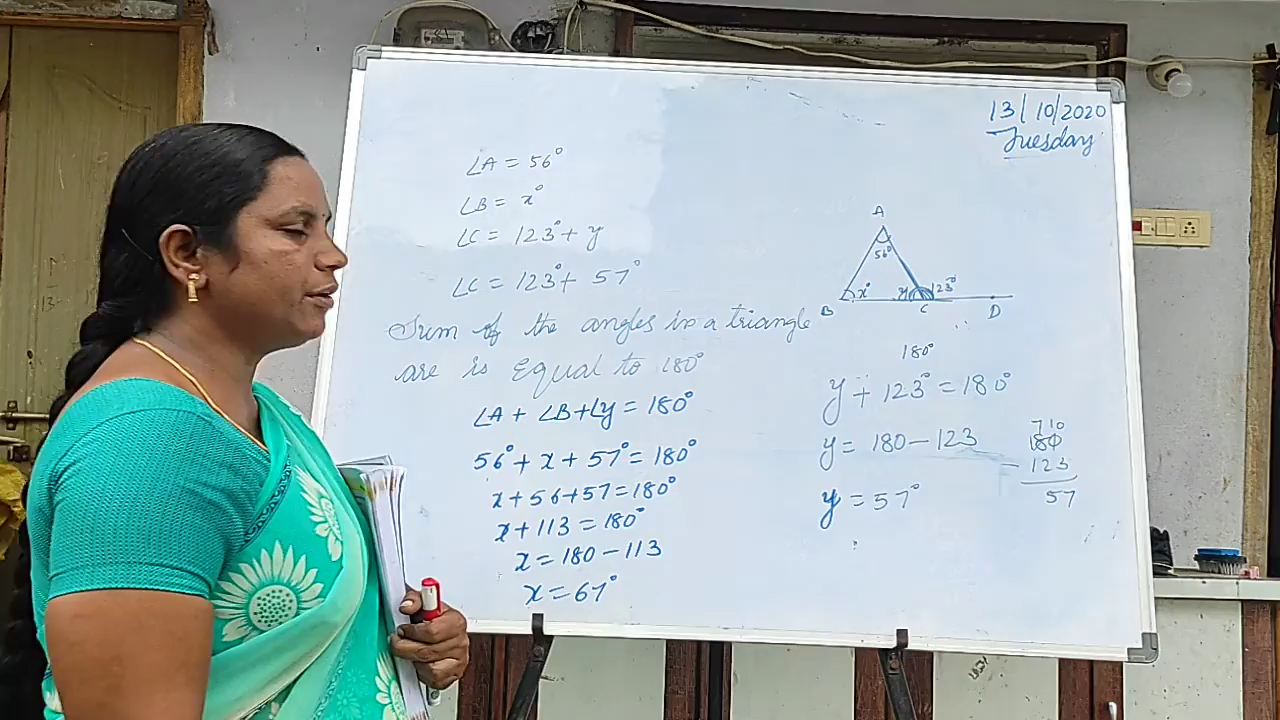 13/10/2020
Tuesday
∠A = 56°
∠B = x°
∠C = 123°+ y
∠C = 123°+ 57°
Sum of the angles in a triangle
are is Equal to 180°
∠A + ∠B + ∠y = 180°
56° + x + 57° = 180°
x + 56 + 57 = 180°
x + 113 = 180°
x = 180 - 113
x = 67°
A
56°
x° y 123°
B C D
180°
y + 123° = 180°
y = 180 - 123
y = 57°
7 10
180
- 123
57